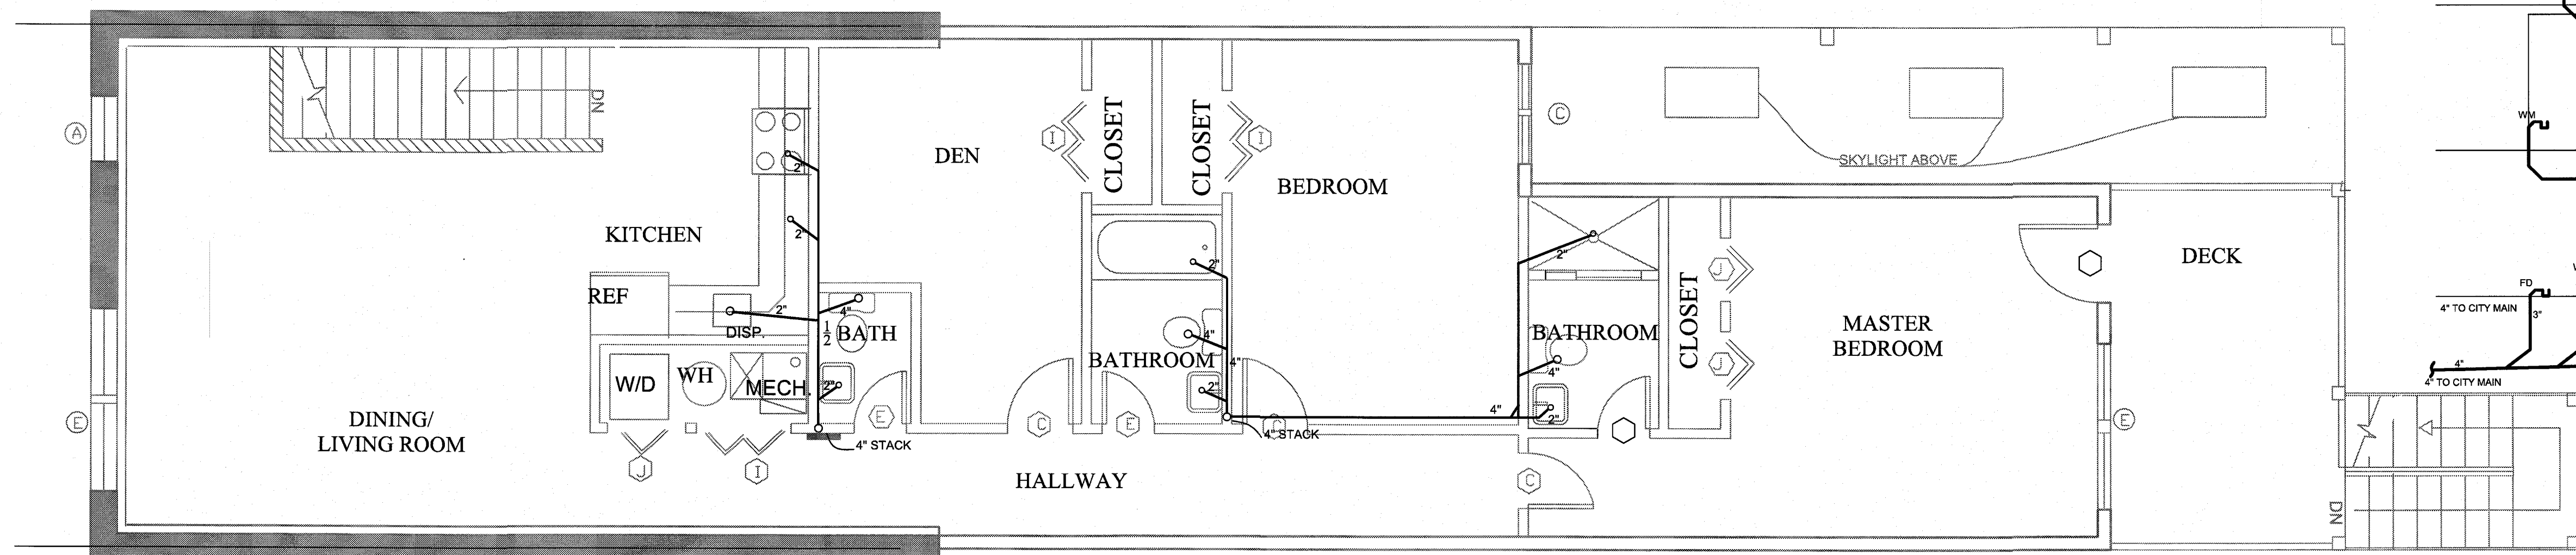 DN
A
KITCHEN
REF
2"
2"
2"
DISP.
4"
1/2 BATH
2"
W/D
WH
MECH.
E
DINING/
LIVING ROOM
E
J
I
4" STACK
DEN
I
CLOSET
CLOSET
I
BEDROOM
2"
4"
4"
BATHROOM
2"
C
E
C
4" STACK
HALLWAY
C
SKYLIGHT ABOVE
2"
BATHROOM
4"
4"
2"
C
CLOSET
J
J
MASTER
BEDROOM
DECK
E
DN
WM
FD
4" TO CITY MAIN
3"
4"
4" TO CITY MAIN